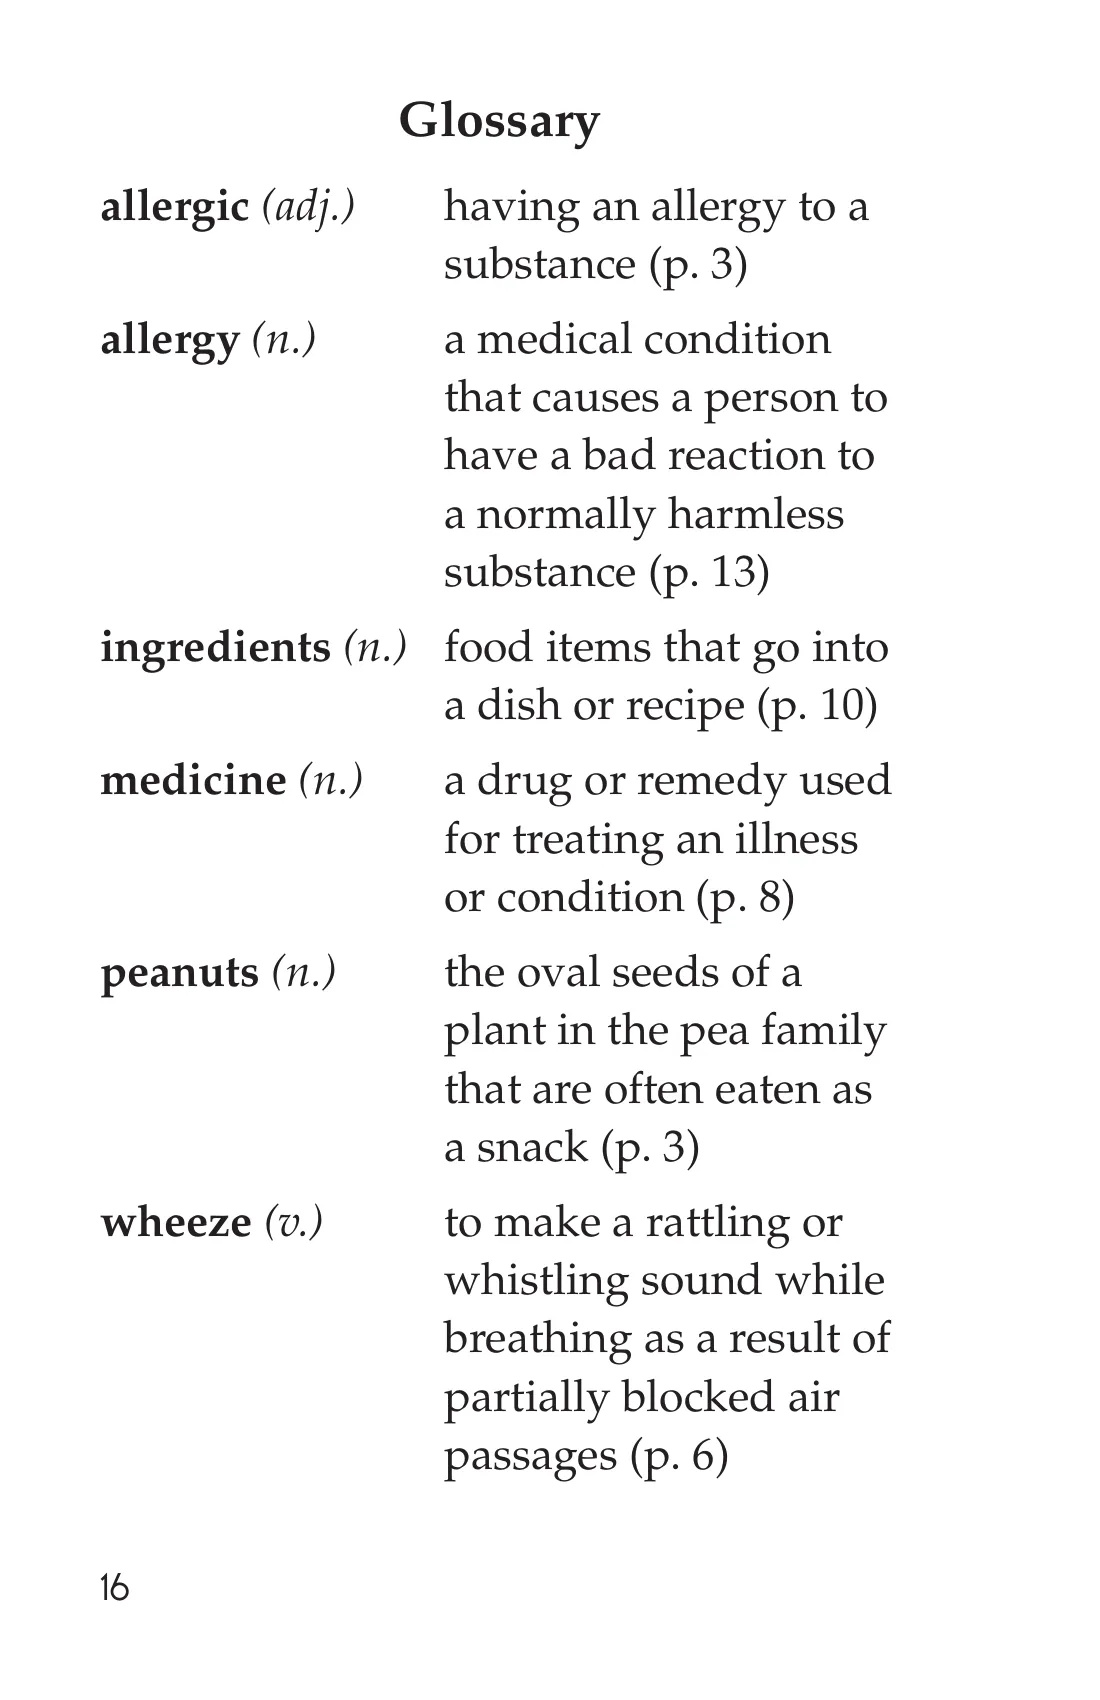 Glossary
allergic (adj.) having an allergy to a
substance (p. 3)
allergy (n.) a medical condition
that causes a person to
have a bad reaction to
a normally harmless
substance (p. 13)
ingredients (n.) food items that go into
a dish or recipe (p. 10)
medicine (n.) a drug or remedy used
for treating an illness
or condition (p. 8)
peanuts (n.) the oval seeds of a
plant in the pea family
that are often eaten as
a snack (p. 3)
wheeze (v.) to make a rattling or
whistling sound while
breathing as a result of
partially blocked air
passages (p. 6)
16